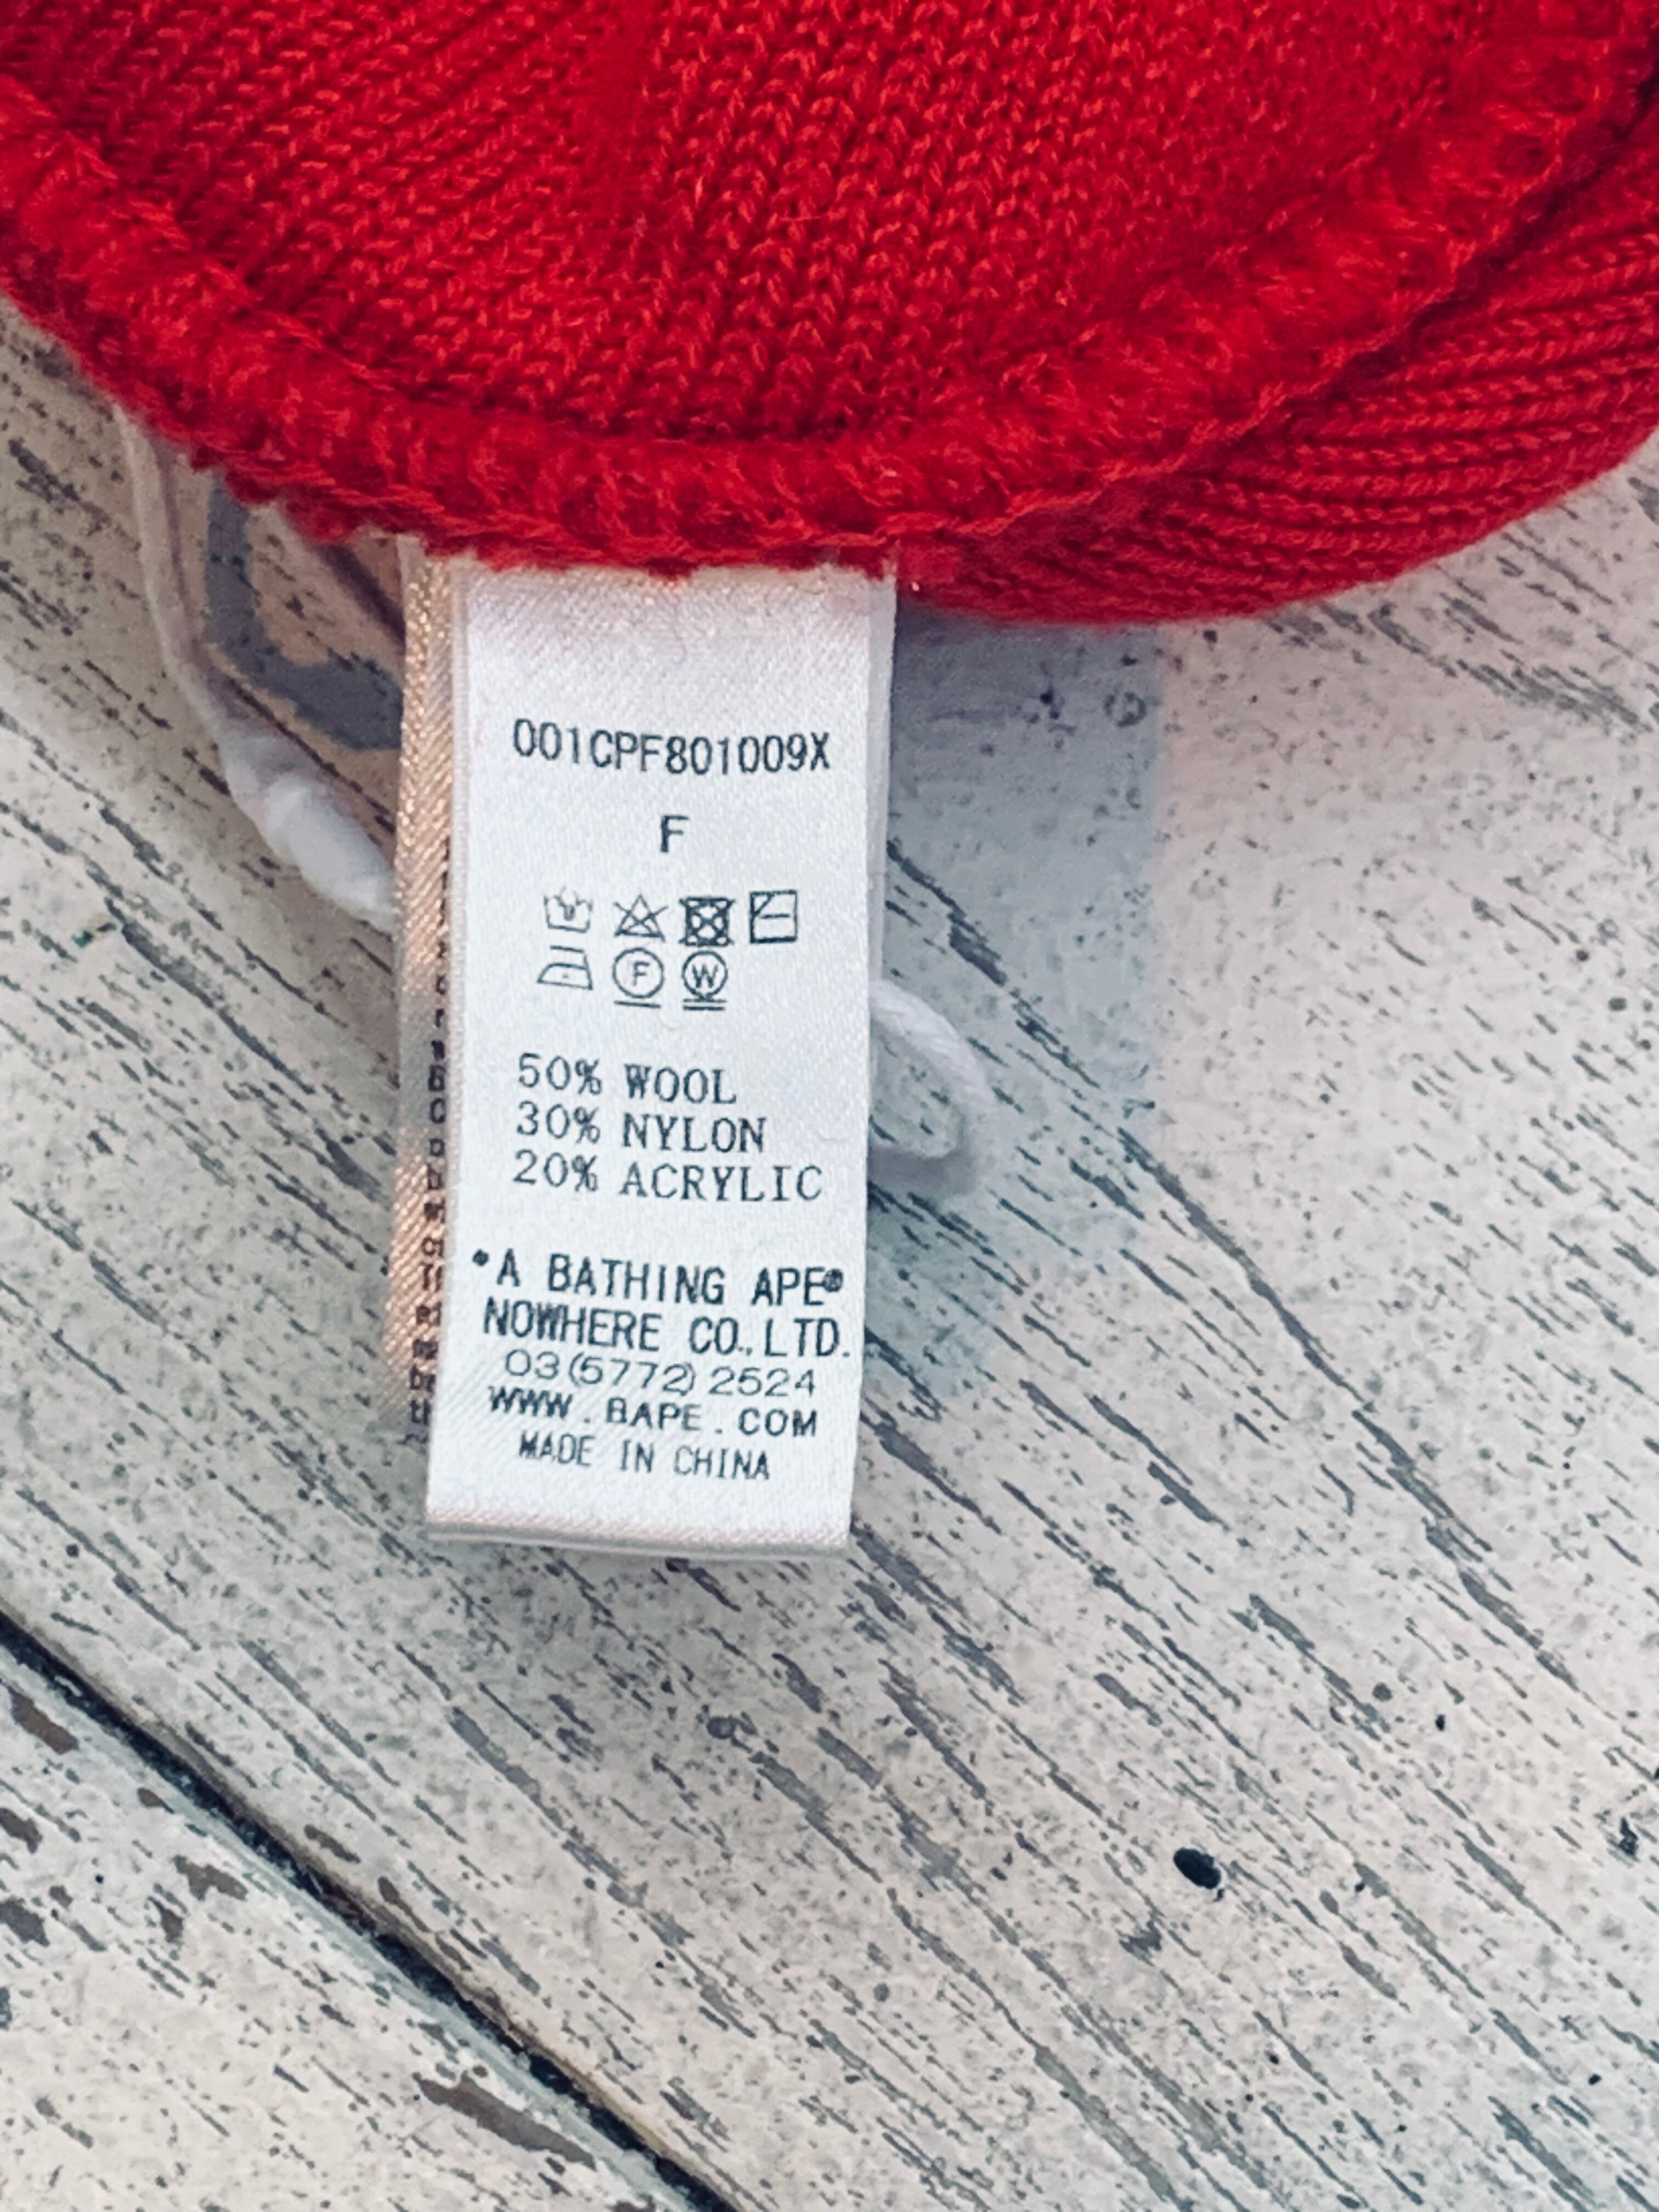 001CPF801009X
F
F W
50% WOOL
30% NYLON
20% ACRYLIC
*A BATHING APE®
NOWHERE CO.,LTD.
03(5772)2524
WWW.BAPE.COM
MADE IN CHINA